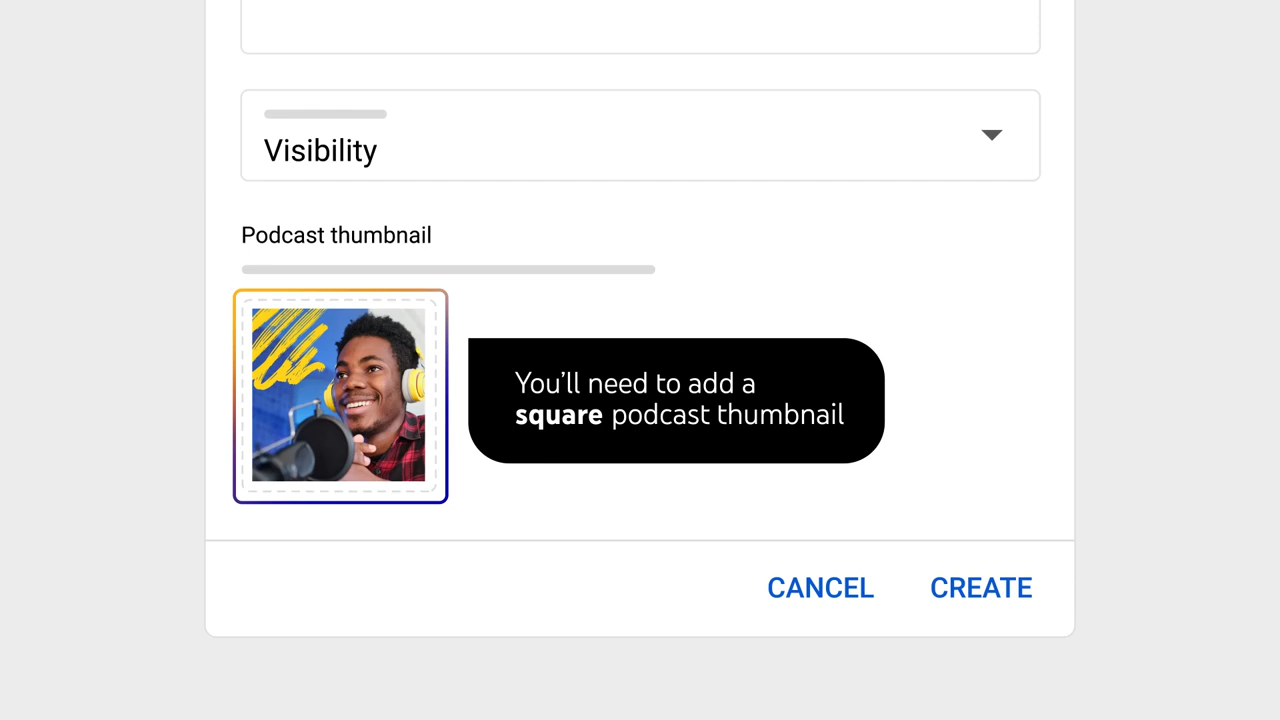 Visibility
Podcast thumbnail
You’ll need to add a
square podcast thumbnail
CANCEL CREATE